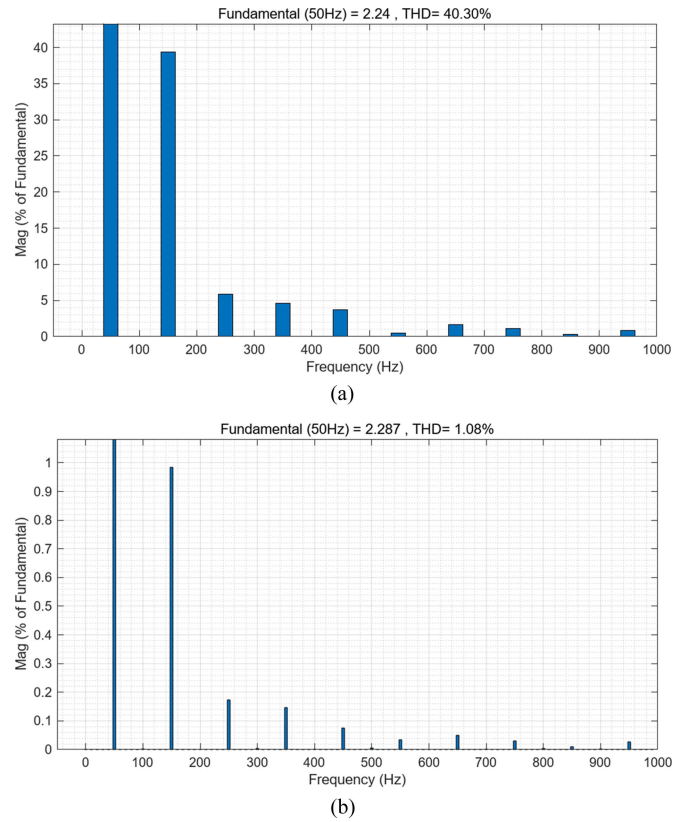 Fundamental (50Hz) = 2.24 , THD= 40.30%
40
35
30
25
20
15
10
5
0
Mag (% of Fundamental)
0 100 200 300 400 500 600 700 800 900 1000
Frequency (Hz)
(a)
Fundamental (50Hz) = 2.287 , THD= 1.08%
1
0.9
0.8
0.7
0.6
0.5
0.4
0.3
0.2
0.1
0
Mag (% of Fundamental)
0 100 200 300 400 500 600 700 800 900 1000
Frequency (Hz)
(b)